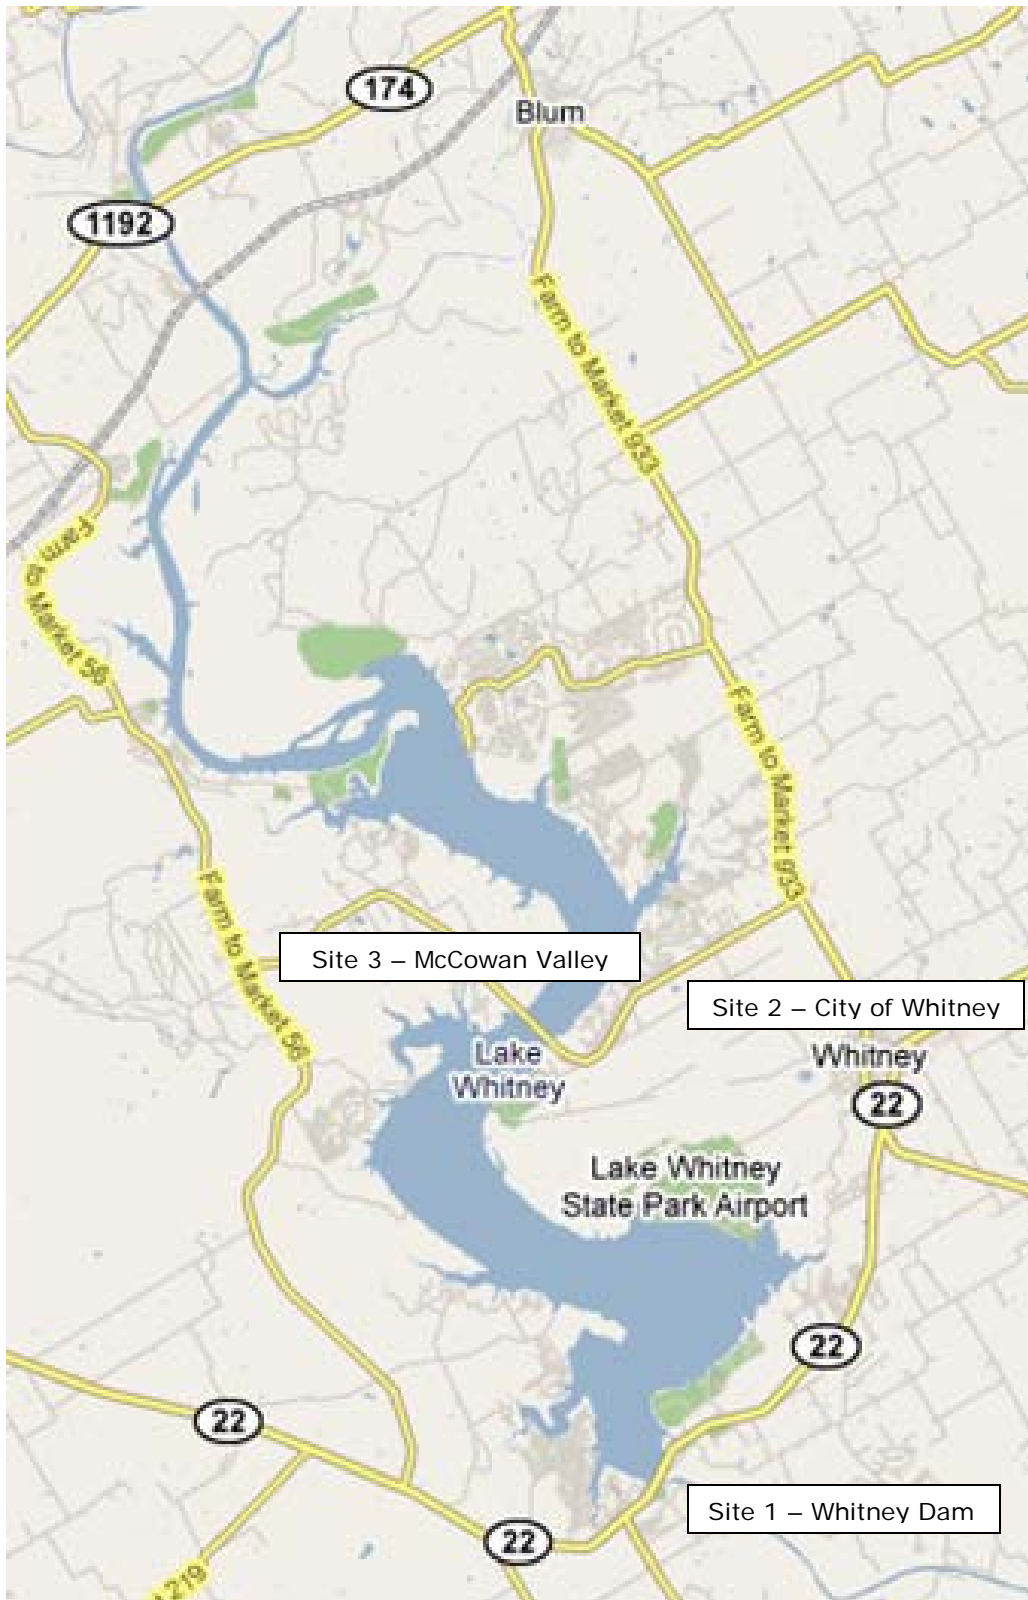 174
Blum
1192
Farm to Market 933
Farm to Market 56
Farm to Market 933
Farm to Market 56
Site 3 – McCowan Valley
Site 2 – City of Whitney
Lake
Whitney
Whitney
22
Lake Whitney
State Park Airport
22
22
Site 1 – Whitney Dam
22
219